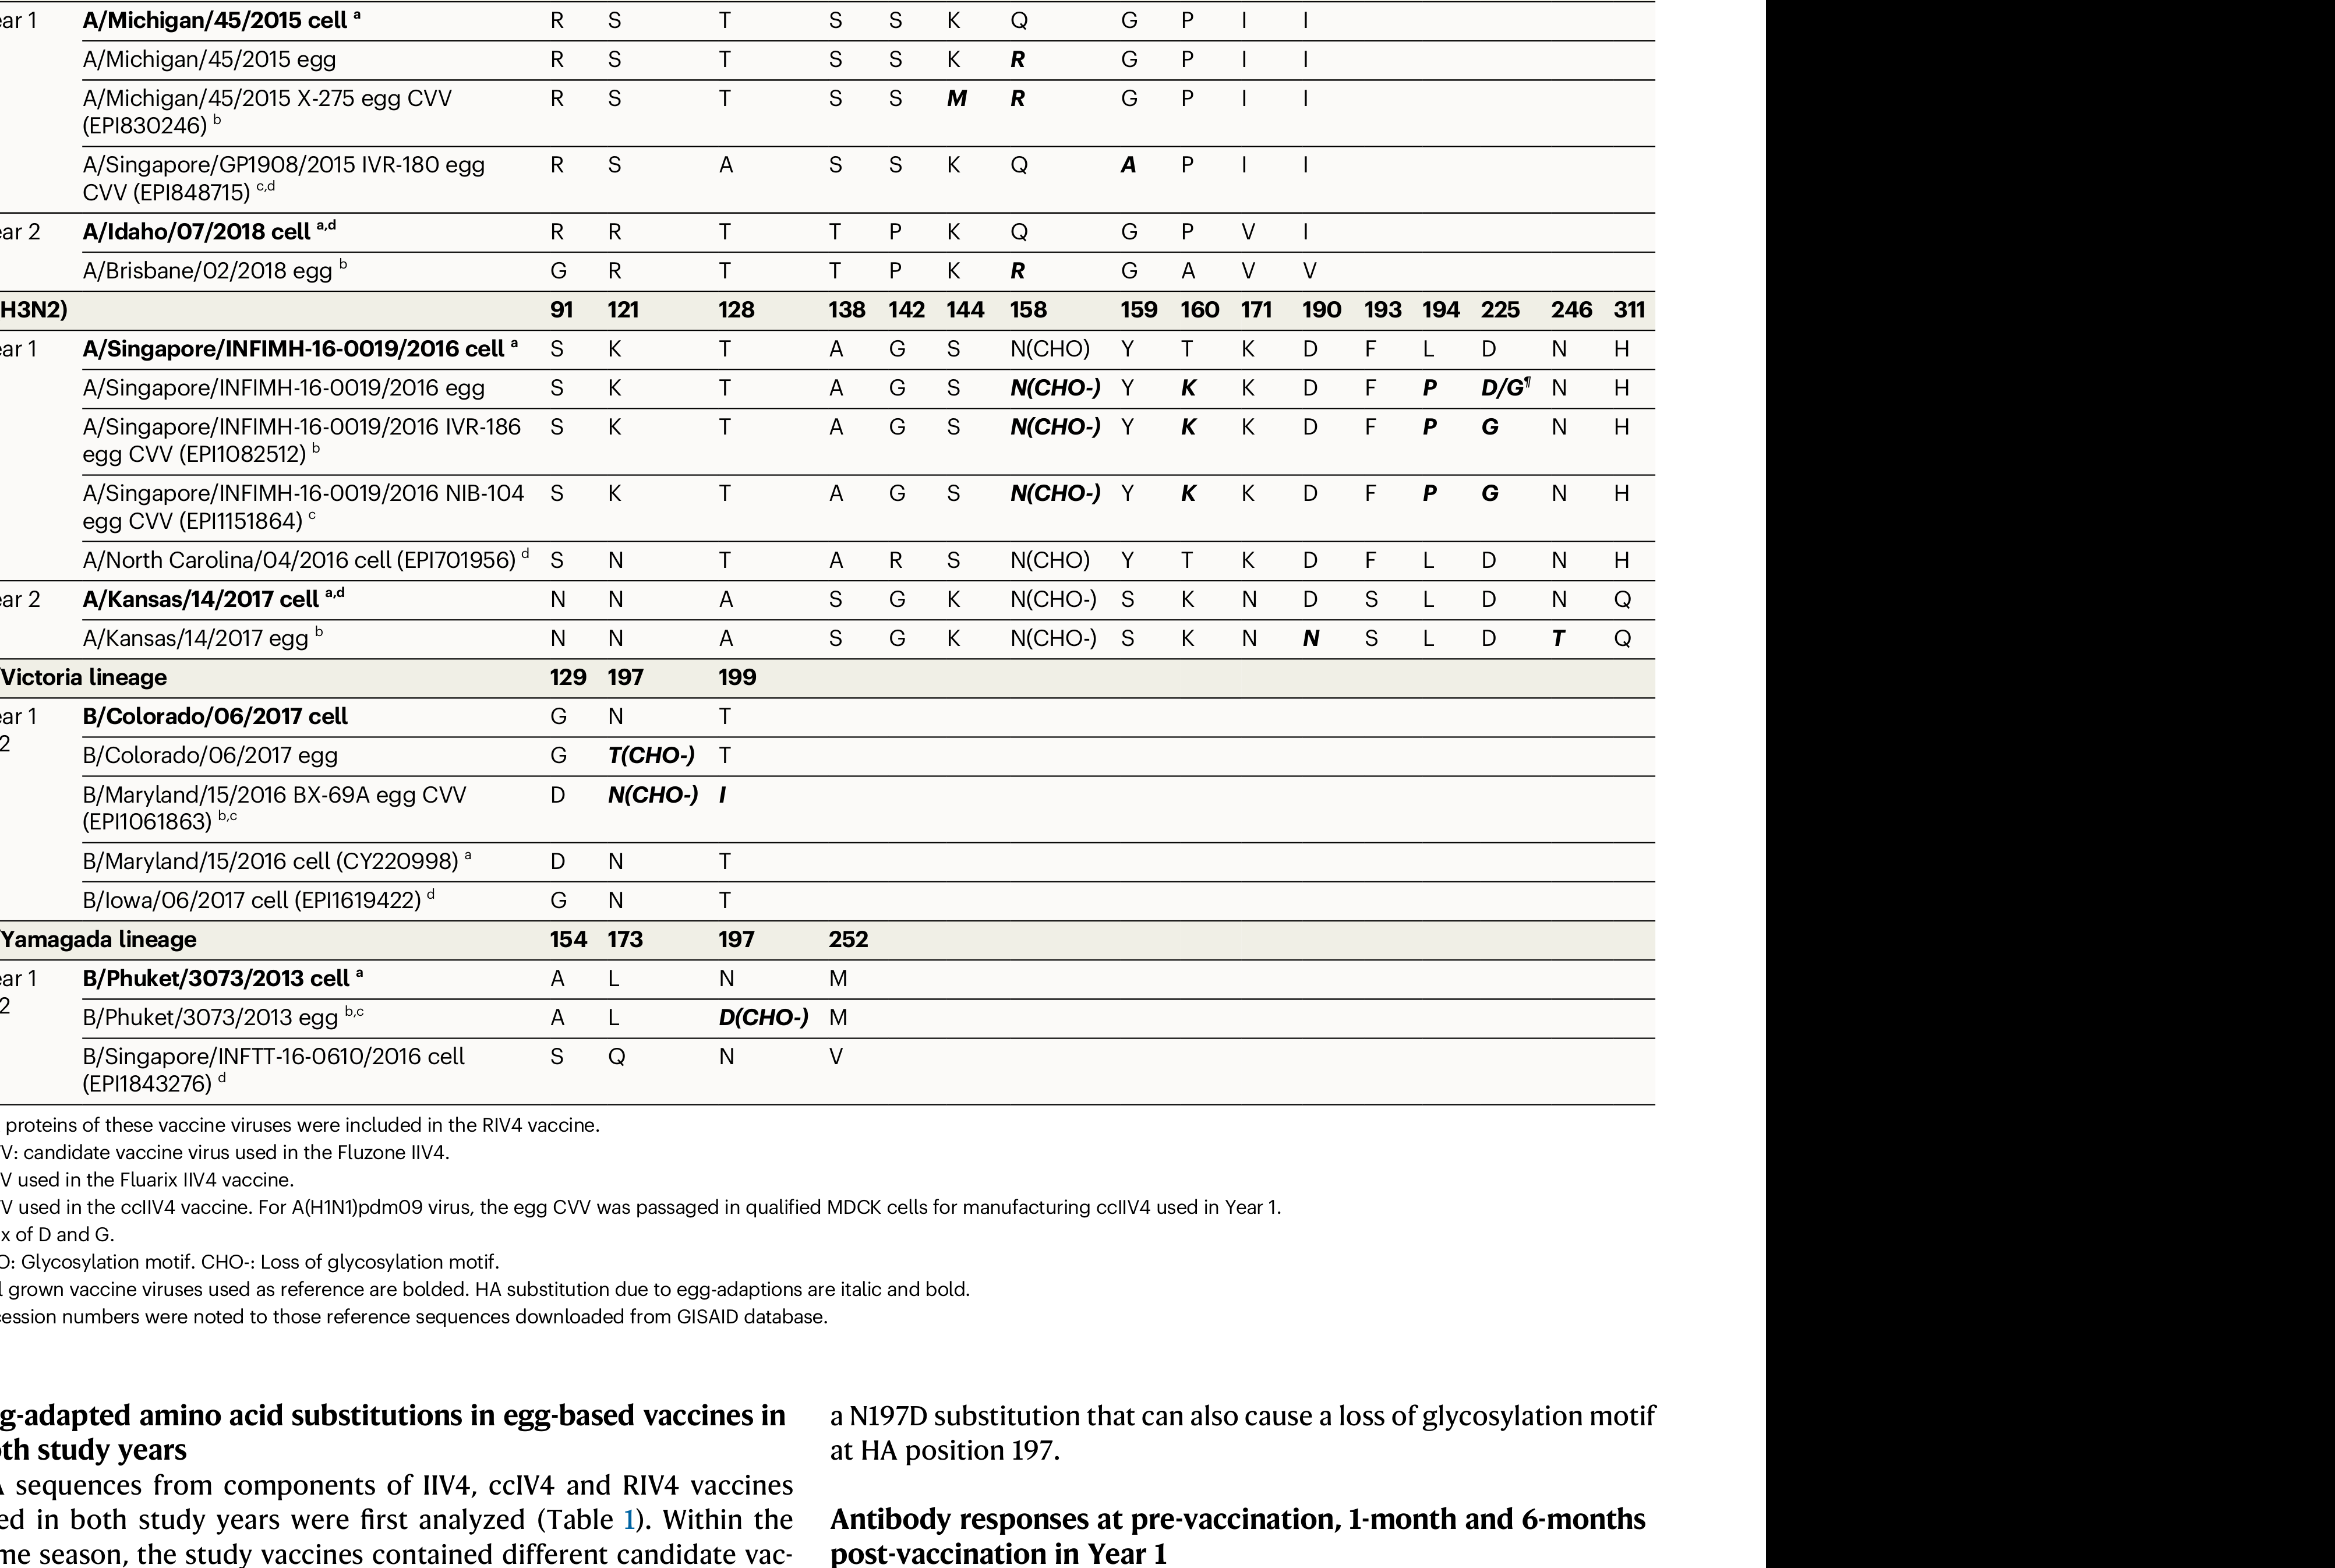 ear 1 A/Michigan/45/2015 cell a R S T S S K Q G P I I
A/Michigan/45/2015 egg R S T S S K R G P I I
A/Michigan/45/2015 X-275 egg CVV R S T S S M R G P I I
(EPI830246) b
A/Singapore/GP1908/2015 IVR-180 egg R S A S S K Q A P I I
CVV (EPI848715) c,d
ear 2 A/Idaho/07/2018 cell a,d R R T T P K Q G P V I
A/Brisbane/02/2018 egg b G R T T P K R G A V V
H3N2) 91 121 128 138 142 144 158 159 160 171 190 193 194 225 246 311
ear 1 A/Singapore/INFIMH-16-0019/2016 cell a S K T A G S N(CHO) Y T K D F L D N H
A/Singapore/INFIMH-16-0019/2016 egg S K T A G S N(CHO-) Y K K D F P D/G¶ N H
A/Singapore/INFIMH-16-0019/2016 IVR-186 S K T A G S N(CHO-) Y K K D F P G N H
egg CVV (EPI1082512) b
A/Singapore/INFIMH-16-0019/2016 NIB-104 S K T A G S N(CHO-) Y K K D F P G N H
egg CVV (EPI1151864) c
A/North Carolina/04/2016 cell (EPI701956) d S N T A R S N(CHO) Y T K D F L D N H
ear 2 A/Kansas/14/2017 cell a,d N N A S G K N(CHO-) S K N D S L D N Q
A/Kansas/14/2017 egg b N N A S G K N(CHO-) S K N N S L D T Q
Victoria lineage 129 197 199
ear 1 B/Colorado/06/2017 cell G N T
2
B/Colorado/06/2017 egg G T(CHO-) T
B/Maryland/15/2016 BX-69A egg CVV D N(CHO-) I
(EPI1061863) b,c
B/Maryland/15/2016 cell (CY220998) a D N T
B/Iowa/06/2017 cell (EPI1619422) d G N T
Yamagada lineage 154 173 197 252
ear 1 B/Phuket/3073/2013 cell a A L N M
2
B/Phuket/3073/2013 egg b,c A L D(CHO-) M
B/Singapore/INFTT-16-0610/2016 cell S Q N V
(EPI1843276) d
proteins of these vaccine viruses were included in the RIV4 vaccine.
V: candidate vaccine virus used in the Fluzone IIV4.
V used in the Fluarix IIV4 vaccine.
V used in the ccIIV4 vaccine. For A(H1N1)pdm09 virus, the egg CVV was passaged in qualified MDCK cells for manufacturing ccIIV4 used in Year 1.
x of D and G.
O: Glycosylation motif. CHO-: Loss of glycosylation motif.
l grown vaccine viruses used as reference are bolded. HA substitution due to egg-adaptions are italic and bold.
cession numbers were noted to those reference sequences downloaded from GISAID database.
g-adapted amino acid substitutions in egg-based vaccines in
th study years
A sequences from components of IIV4, ccIV4 and RIV4 vaccines
ed in both study years were first analyzed (Table 1). Within the
me season, the study vaccines contained different candidate vac-
a N197D substitution that can also cause a loss of glycosylation motif
at HA position 197.
Antibody responses at pre-vaccination, 1-month and 6-months
post-vaccination in Year 1